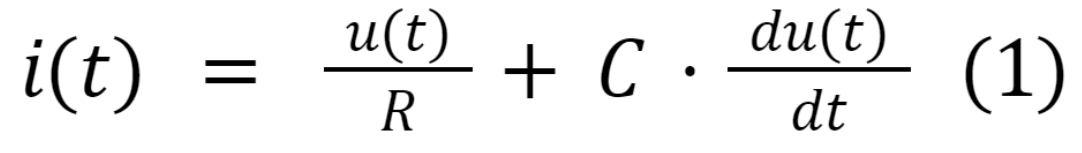 i(t) = u(t)/R + C · du(t)/dt (1)